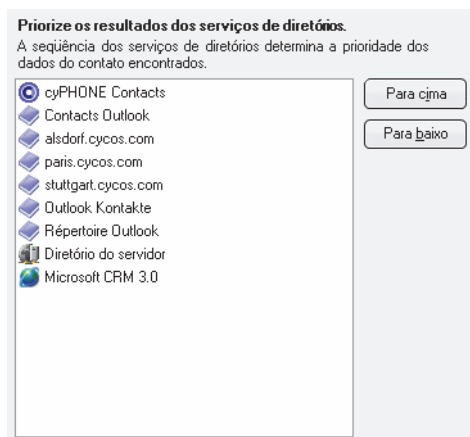 Priorize os resultados dos serviços de diretórios.
A seqüência dos serviços de diretórios determina a prioridade dos
dados do contato encontrados.
cyPHONE Contacts
Contacts Outlook
alsdorf.cycos.com
paris.cycos.com
stuttgart.cycos.com
Outlook Kontakte
Répertoire Outlook
Diretório do servidor
Microsoft CRM 3.0
Para cima
Para baixo